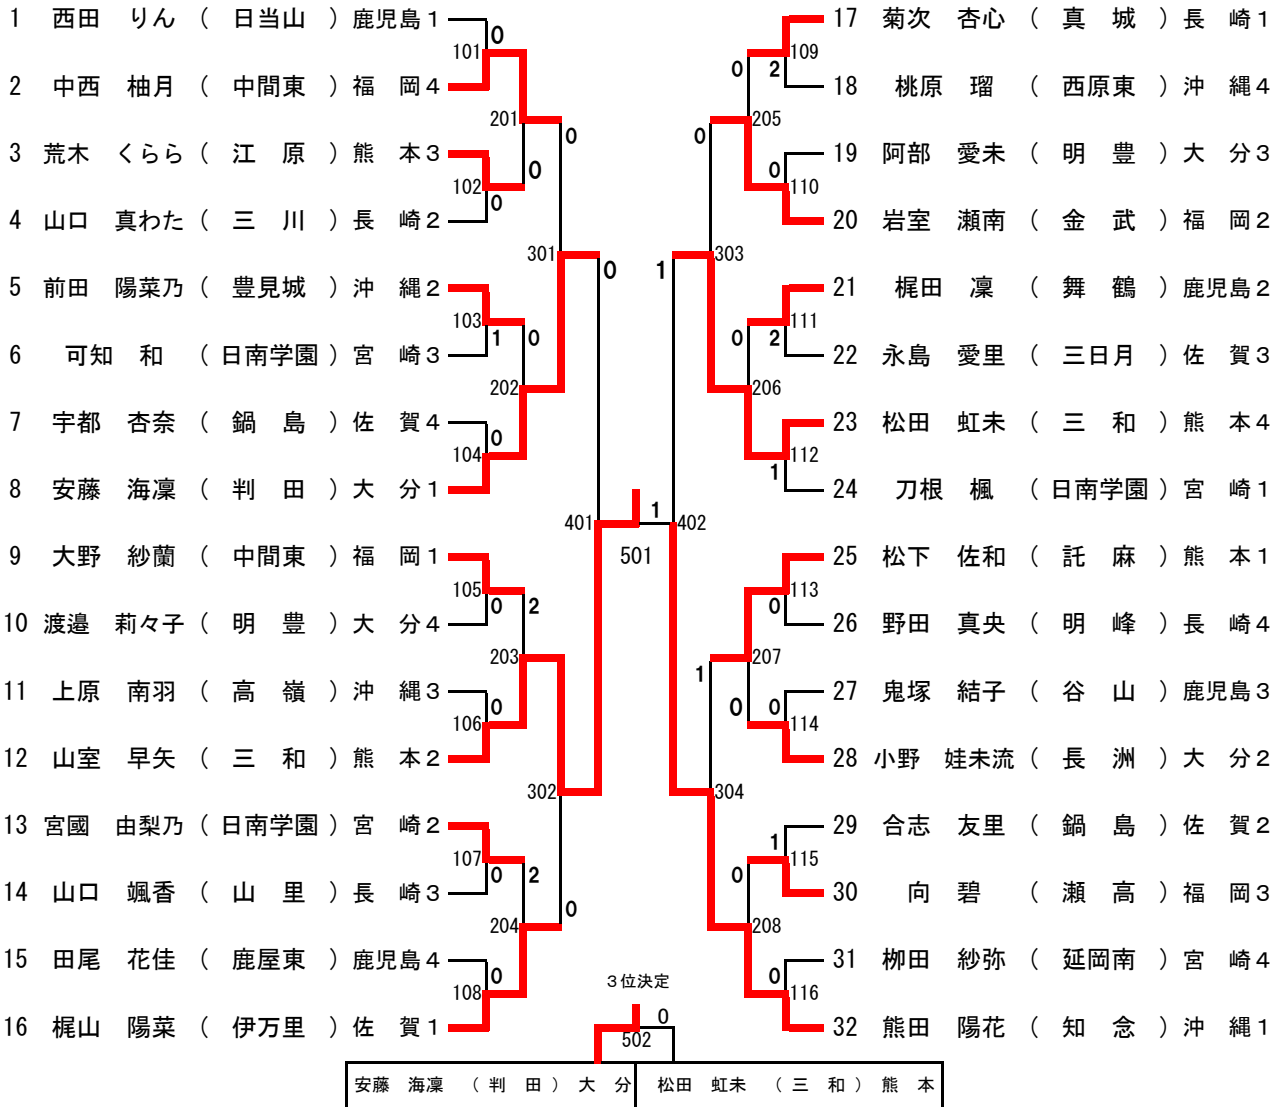 1 西田 りん （ 日当山 ） 鹿児島1
0
101
2 中西 柚月 （ 中間東 ） 福 岡4
201
0
3 荒木 くらら （ 江 原 ） 熊 本3
0
102
0
4 山口 真わた （ 三 川 ） 長 崎2
301
0
5 前田 陽菜乃 （ 豊見城 ） 沖 縄2
103
1 0
6 可知 和 （ 日南学園 ） 宮 崎3
202
7 宇都 杏奈 （ 鍋 島 ） 佐 賀4
0
104
8 安藤 海凜 （ 判 田 ） 大 分1
401
9 大野 紗蘭 （ 中間東 ） 福 岡1
105
0 2
10 渡邉 莉々子 （ 明 豊 ） 大 分4
203
11 上原 南羽 （ 高 嶺 ） 沖 縄3
0
106
12 山室 早矢 （ 三 和 ） 熊 本2
302
13 宮國 由梨乃 （ 日南学園 ） 宮 崎2
107
0 2
14 山口 颯香 （ 山 里 ） 長 崎3
0
204
15 田尾 花佳 （ 鹿屋東 ） 鹿児島4
0
108
16 梶山 陽菜 （ 伊万里 ） 佐 賀1
17 菊次 杏心 （ 真 城 ） 長 崎1
109
0 2
18 桃原 瑠 （ 西原東 ） 沖 縄4
205
0
19 阿部 愛未 （ 明 豊 ） 大 分3
0
110
20 岩室 瀬南 （ 金 武 ） 福 岡2
303
1
21 梶田 凜 （ 舞 鶴 ） 鹿児島2
111
0 2
22 永島 愛里 （ 三日月 ） 佐 賀3
206
23 松田 虹未 （ 三 和 ） 熊 本4
112
1
24 刀根 楓 （ 日南学園 ） 宮 崎1
1
402
501
25 松下 佐和 （ 託 麻 ） 熊 本1
113
0
26 野田 真央 （ 明 峰 ） 長 崎4
207
1
27 鬼塚 結子 （ 谷 山 ） 鹿児島3
0 0
114
28 小野 娃未流 （ 長 洲 ） 大 分2
304
29 合志 友里 （ 鍋 島 ） 佐 賀2
1
115
0
30 向 碧 （ 瀬 高 ） 福 岡3
208
31 栁田 紗弥 （ 延岡南 ） 宮 崎4
0
116
32 熊田 陽花 （ 知 念 ） 沖 縄1
３位決定
0
502
安藤 海凜 （ 判 田 ） 大 分
松田 虹未 （ 三 和 ） 熊 本